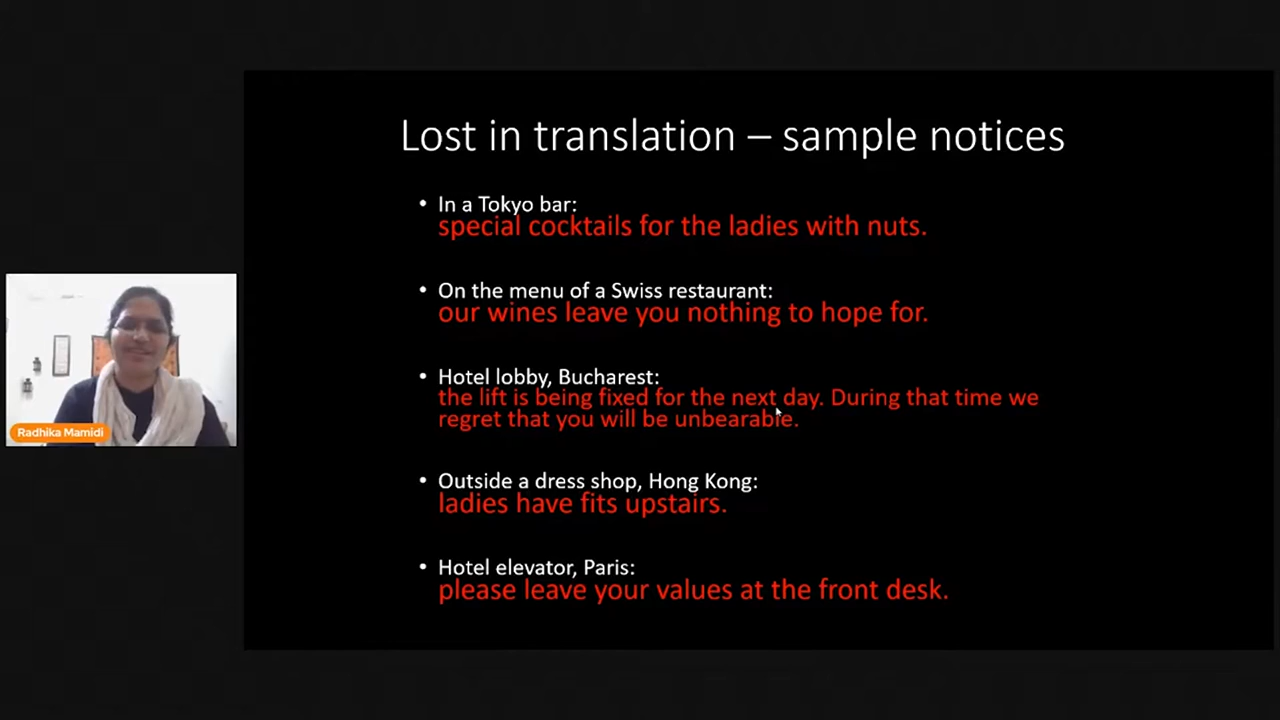 Lost in translation – sample notices
• In a Tokyo bar:
special cocktails for the ladies with nuts.
• On the menu of a Swiss restaurant:
our wines leave you nothing to hope for.
• Hotel lobby, Bucharest:
the lift is being fixed for the next day. During that time we
regret that you will be unbearable.
• Outside a dress shop, Hong Kong:
ladies have fits upstairs.
• Hotel elevator, Paris:
please leave your values at the front desk.
Radhika Mamidi